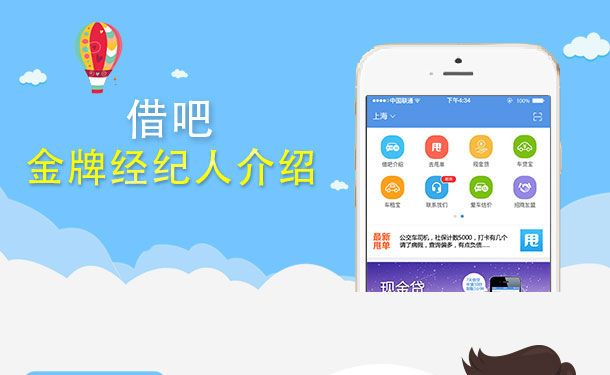 借吧
金牌经纪人介绍
中国联通
下午4:34
100%
上海
借吧介绍
去甩单
现金贷
车贷宝
车租宝
联系我们
爱车估价
招商加盟
最新
甩单
公交车司机，社保计数5000，打卡有几个
请了病假，查询偏多，有点负债.....
甩
现金贷